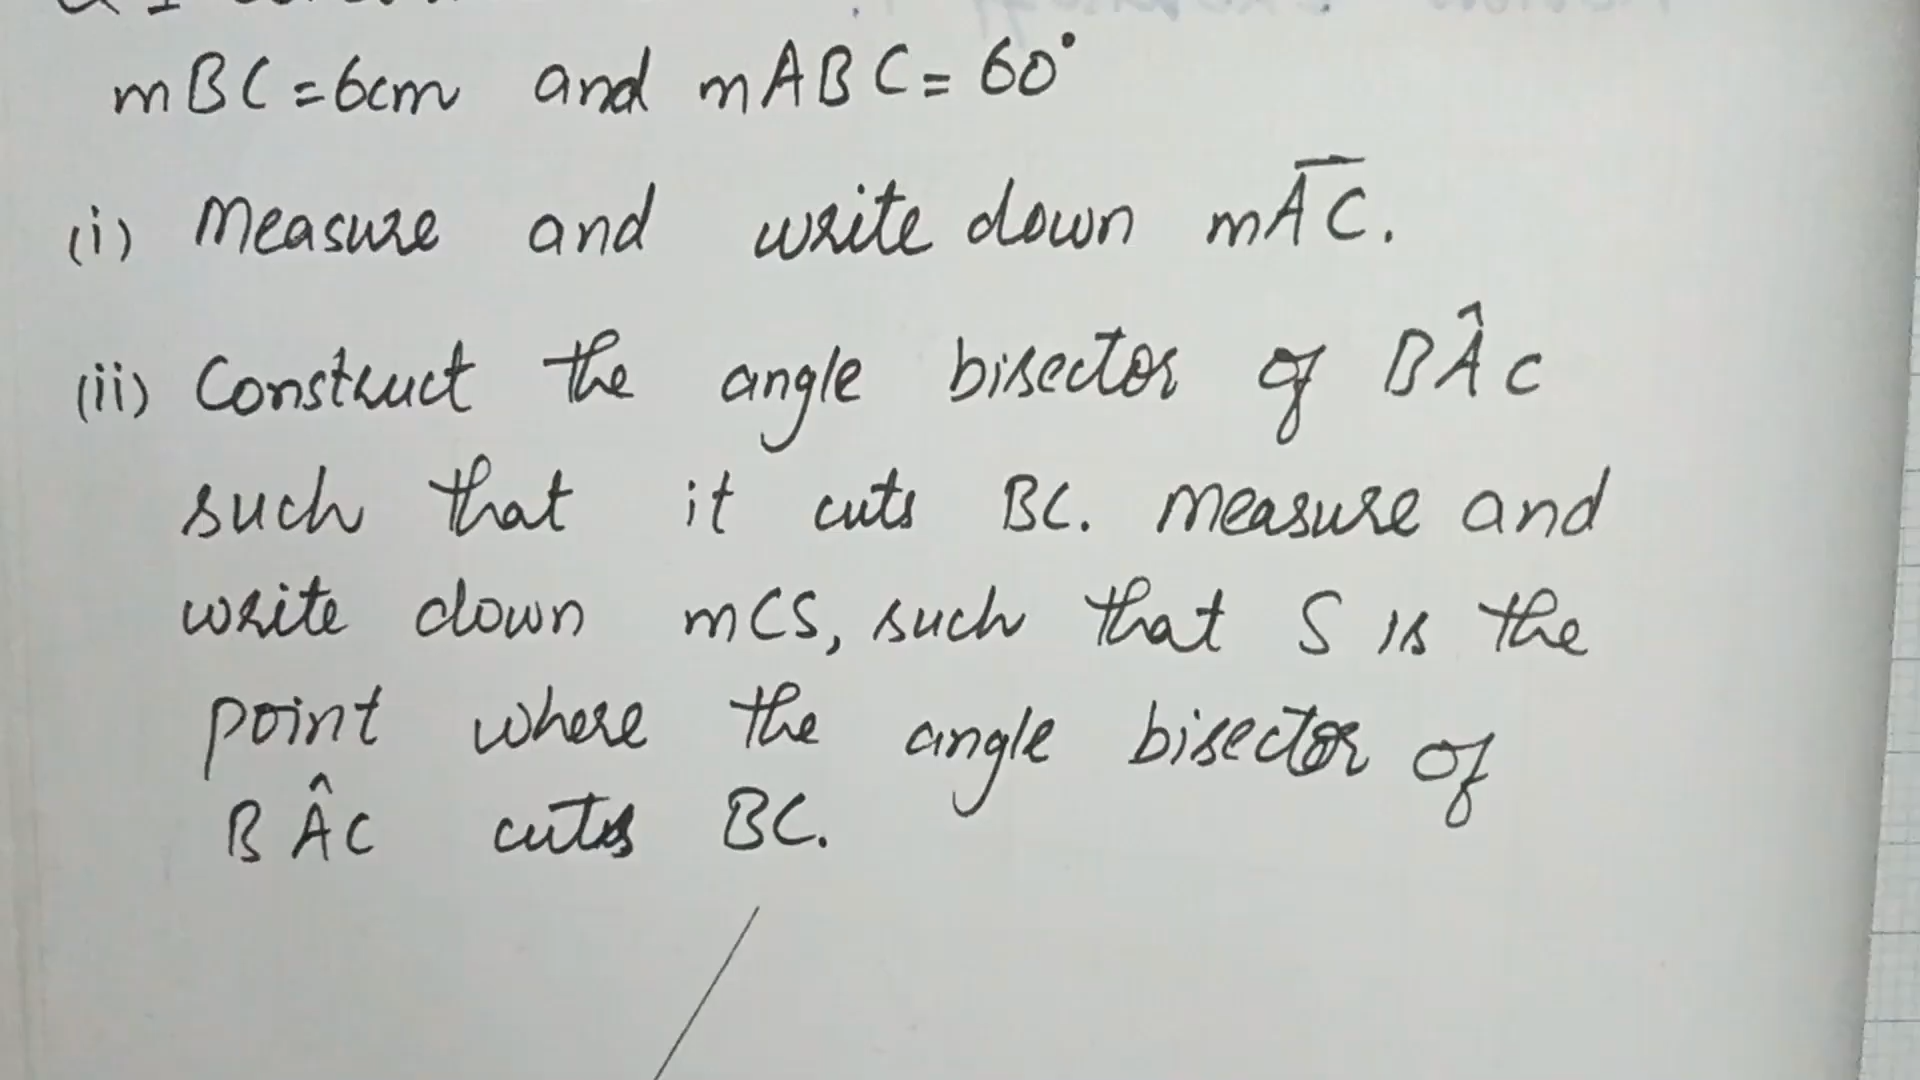 mBC=6cm and mABC=60°
(i) Measure and write down mA̅C̅.
(ii) Construct the angle bisector of BÂC
such that it cuts BC. Measure and
write down mCS, such that S is the
point where the angle bisector of
BÂC cuts BC.